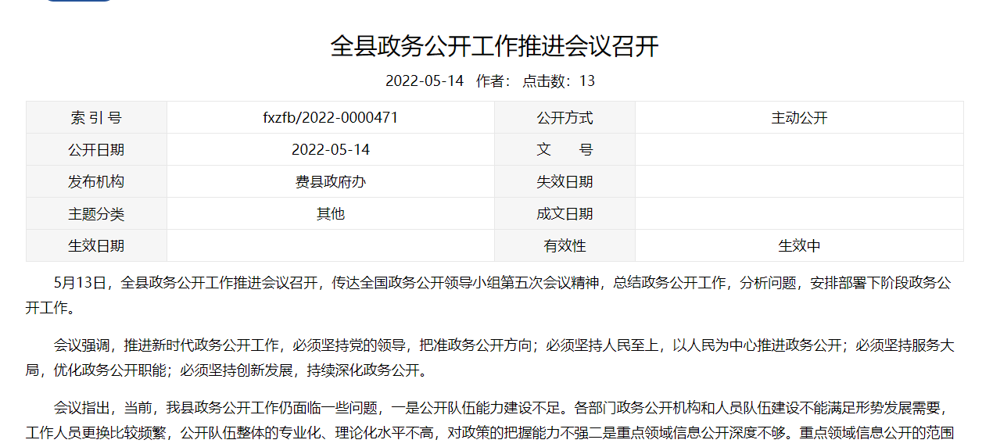 全县政务公开工作推进会议召开
2022-05-14 作者： 点击数：13
索 引 号 fxzfb/2022-0000471 公开方式 主动公开
公开日期 2022-05-14 文 号
发布机构 费县政府办 失效日期
主题分类 其他 成文日期
生效日期 有效性 生效中
5月13日，全县政务公开工作推进会议召开，传达全国政务公开领导小组第五次会议精神，总结政务公开工作，分析问题，安排部署下阶段政务公
开工作。
会议强调，推进新时代政务公开工作，必须坚持党的领导，把准政务公开方向；必须坚持人民至上，以人民为中心推进政务公开；必须坚持服务大
局，优化政务公开职能；必须坚持创新发展，持续深化政务公开。
会议指出，当前，我县政务公开工作仍面临一些问题，一是公开队伍能力建设不足。各部门政务公开机构和人员队伍建设不能满足形势发展需要，
工作人员更换比较频繁，公开队伍整体的专业化、理论化水平不高，对政策的把握能力不强二是重点领域信息公开深度不够。重点领域信息公开的范围